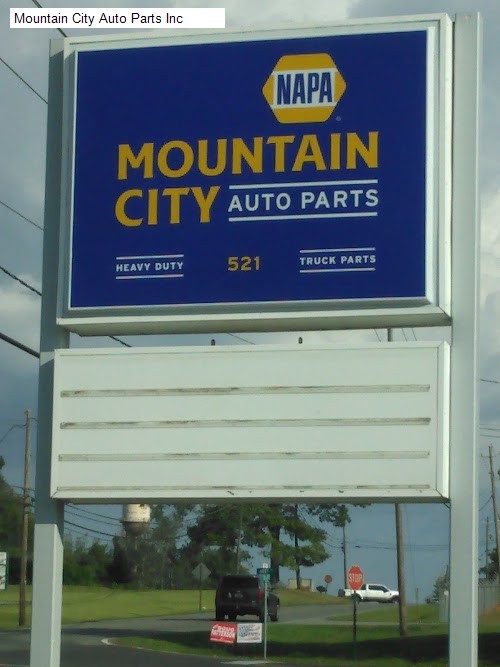 Mountain City Auto Parts Inc
NAPA
MOUNTAIN
CITY AUTO PARTS
HEAVY DUTY 521 TRUCK PARTS
STOP